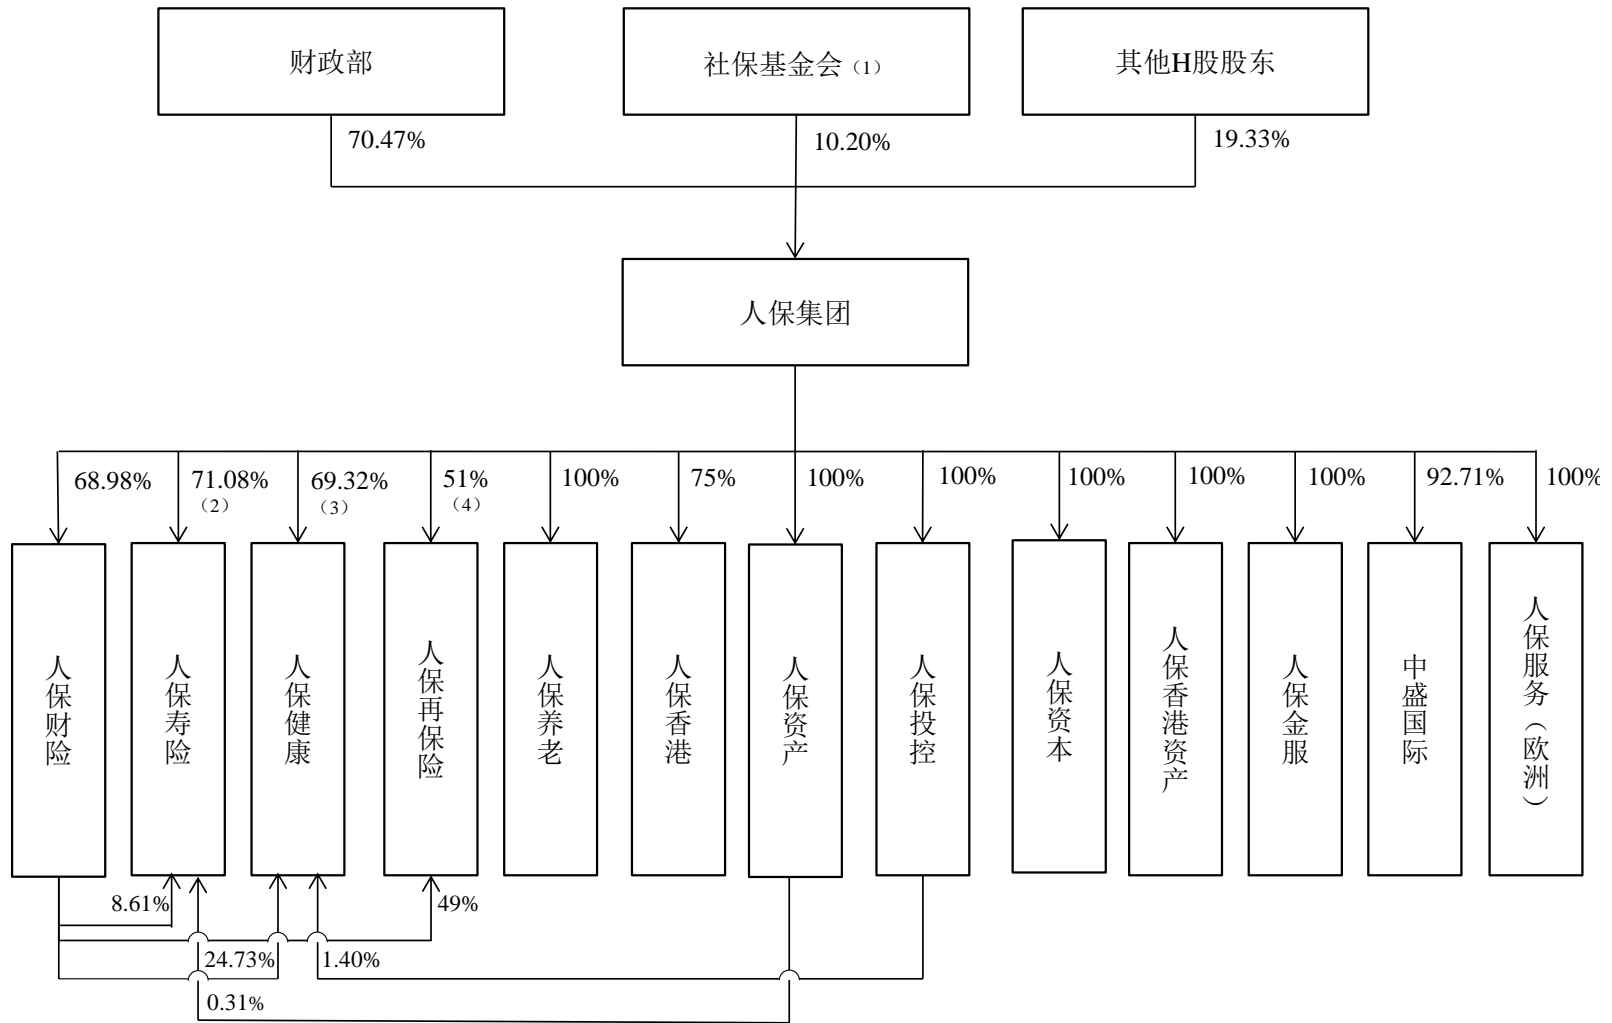 财政部
社保基金会（1）
其他H股股东
70.47%
10.20%
19.33%
人保集团
68.98%
71.08%
（2）
69.32%
（3）
51%
（4）
100%
75%
100%
100%
100%
100%
100%
92.71%
100%
人保财险
人保寿险
人保健康
人保再保险
人保养老
人保香港
人保资产
人保投控
人保资本
人保香港资产
人保金服
中盛国际
人保服务（欧洲）
8.61%
49%
24.73%
1.40%
0.31%